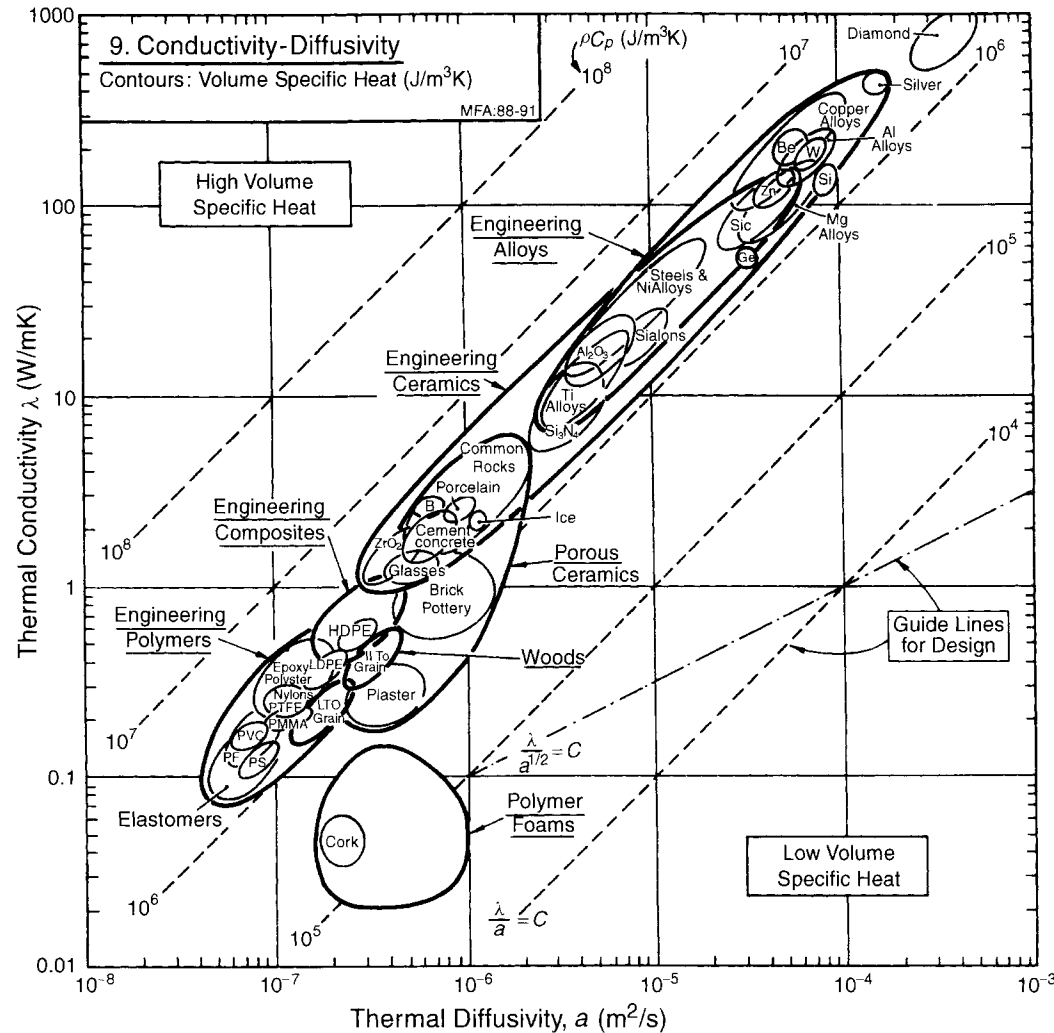 9. Conductivity-Diffusivity
Contours: Volume Specific Heat (J/m³K)
MFA:88-91
ρCₚ (J/m³K)
10⁸
10⁷
10⁶
Diamond
Silver
Copper
Alloys
Al
Alloys
Be
W
Si
Zn
Sic
Mg
Alloys
Ge
High Volume
Specific Heat
Engineering
Alloys
10⁵
Steels &
NiAlloys
Sialons
Al₂O₃
Engineering
Ceramics
Ti
Alloys
Si₃N₄
10⁴
Common
Rocks
Porcelain
B
Ice
Engineering
Composites
Cement
concrete
ZrO₂
10⁸
Glasses
Porous
Ceramics
Brick
Pottery
Engineering
Polymers
Guide Lines
for Design
HDPE
LDPE
II To
Grain
Woods
Epoxy
Polyster
Nylons
PTFE
Plaster
LTO
Grain
PMMA
10⁷
PVC
PF
PS
λ/a^{1/2} = C
Elastomers
Polymer
Foams
Cork
Low Volume
Specific Heat
10⁶
10⁵
λ/a = C
1000
100
10
1
0.1
0.01
Thermal Conductivity λ (W/mK)
10⁻⁸
10⁻⁷
10⁻⁶
10⁻⁵
10⁻⁴
10⁻³
Thermal Diffusivity, a (m²/s)